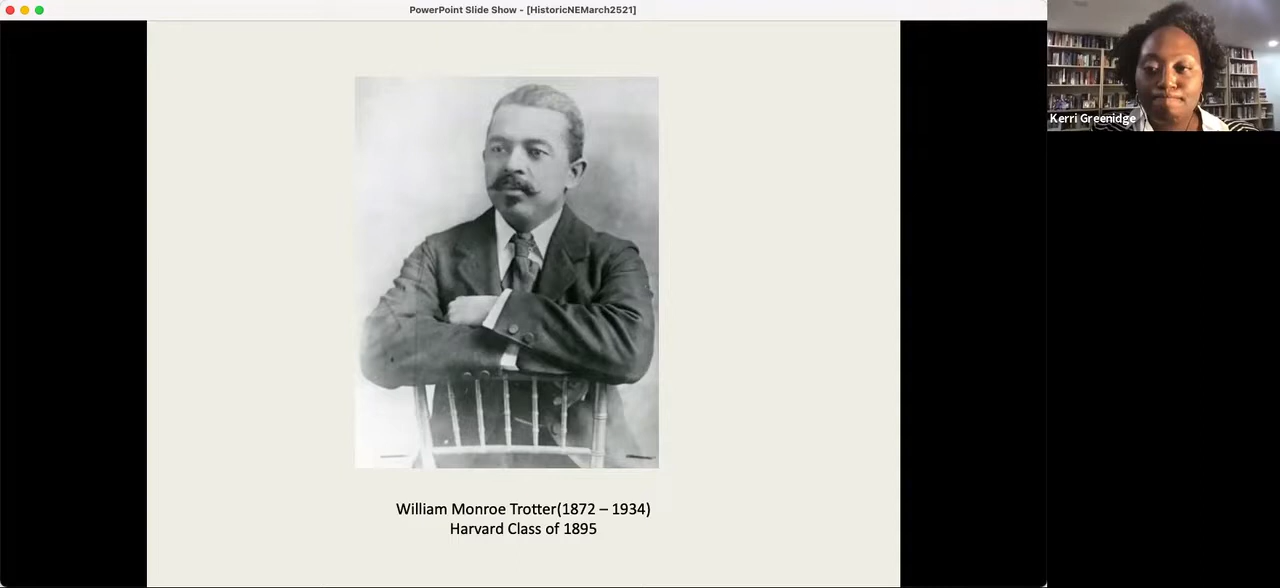 PowerPoint Slide Show - [HistoricNEMarch2521]
Kerri Greenidge
William Monroe Trotter(1872 – 1934)
Harvard Class of 1895